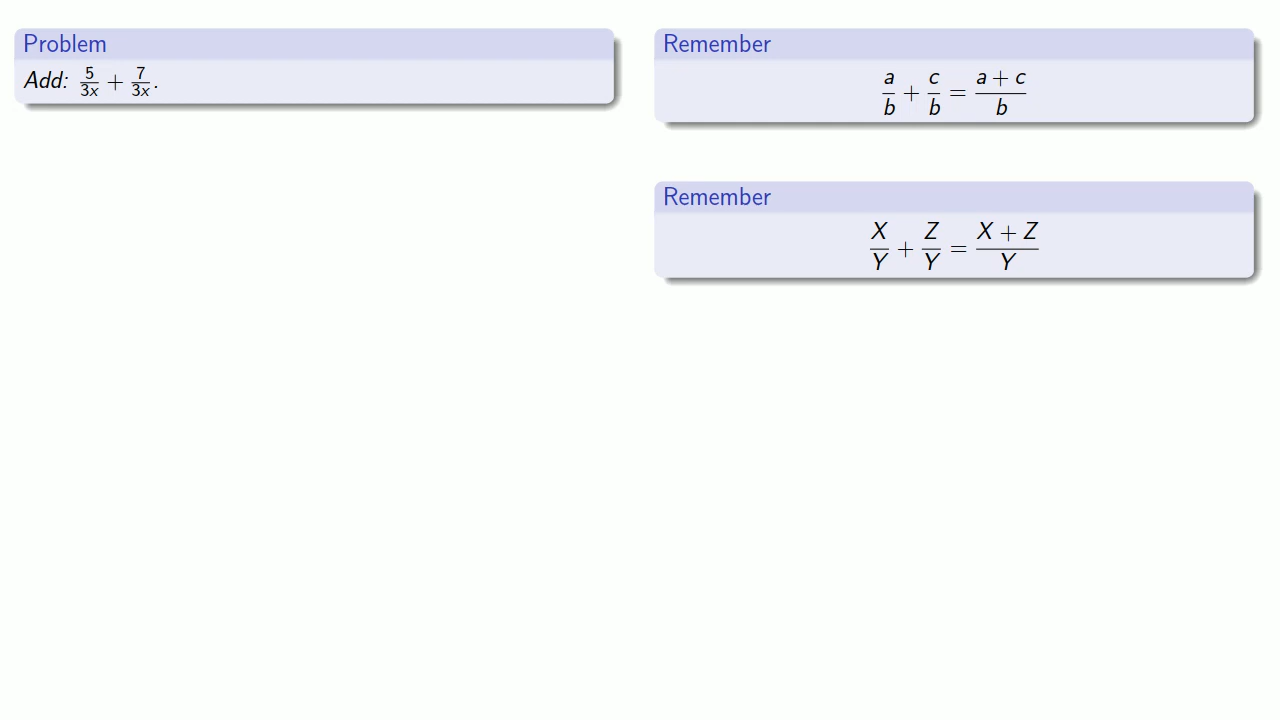 Problem
Add: 5/3x + 7/3x.
Remember
a/b + c/b = a + c/b
Remember
X/Y + Z/Y = X + Z/Y